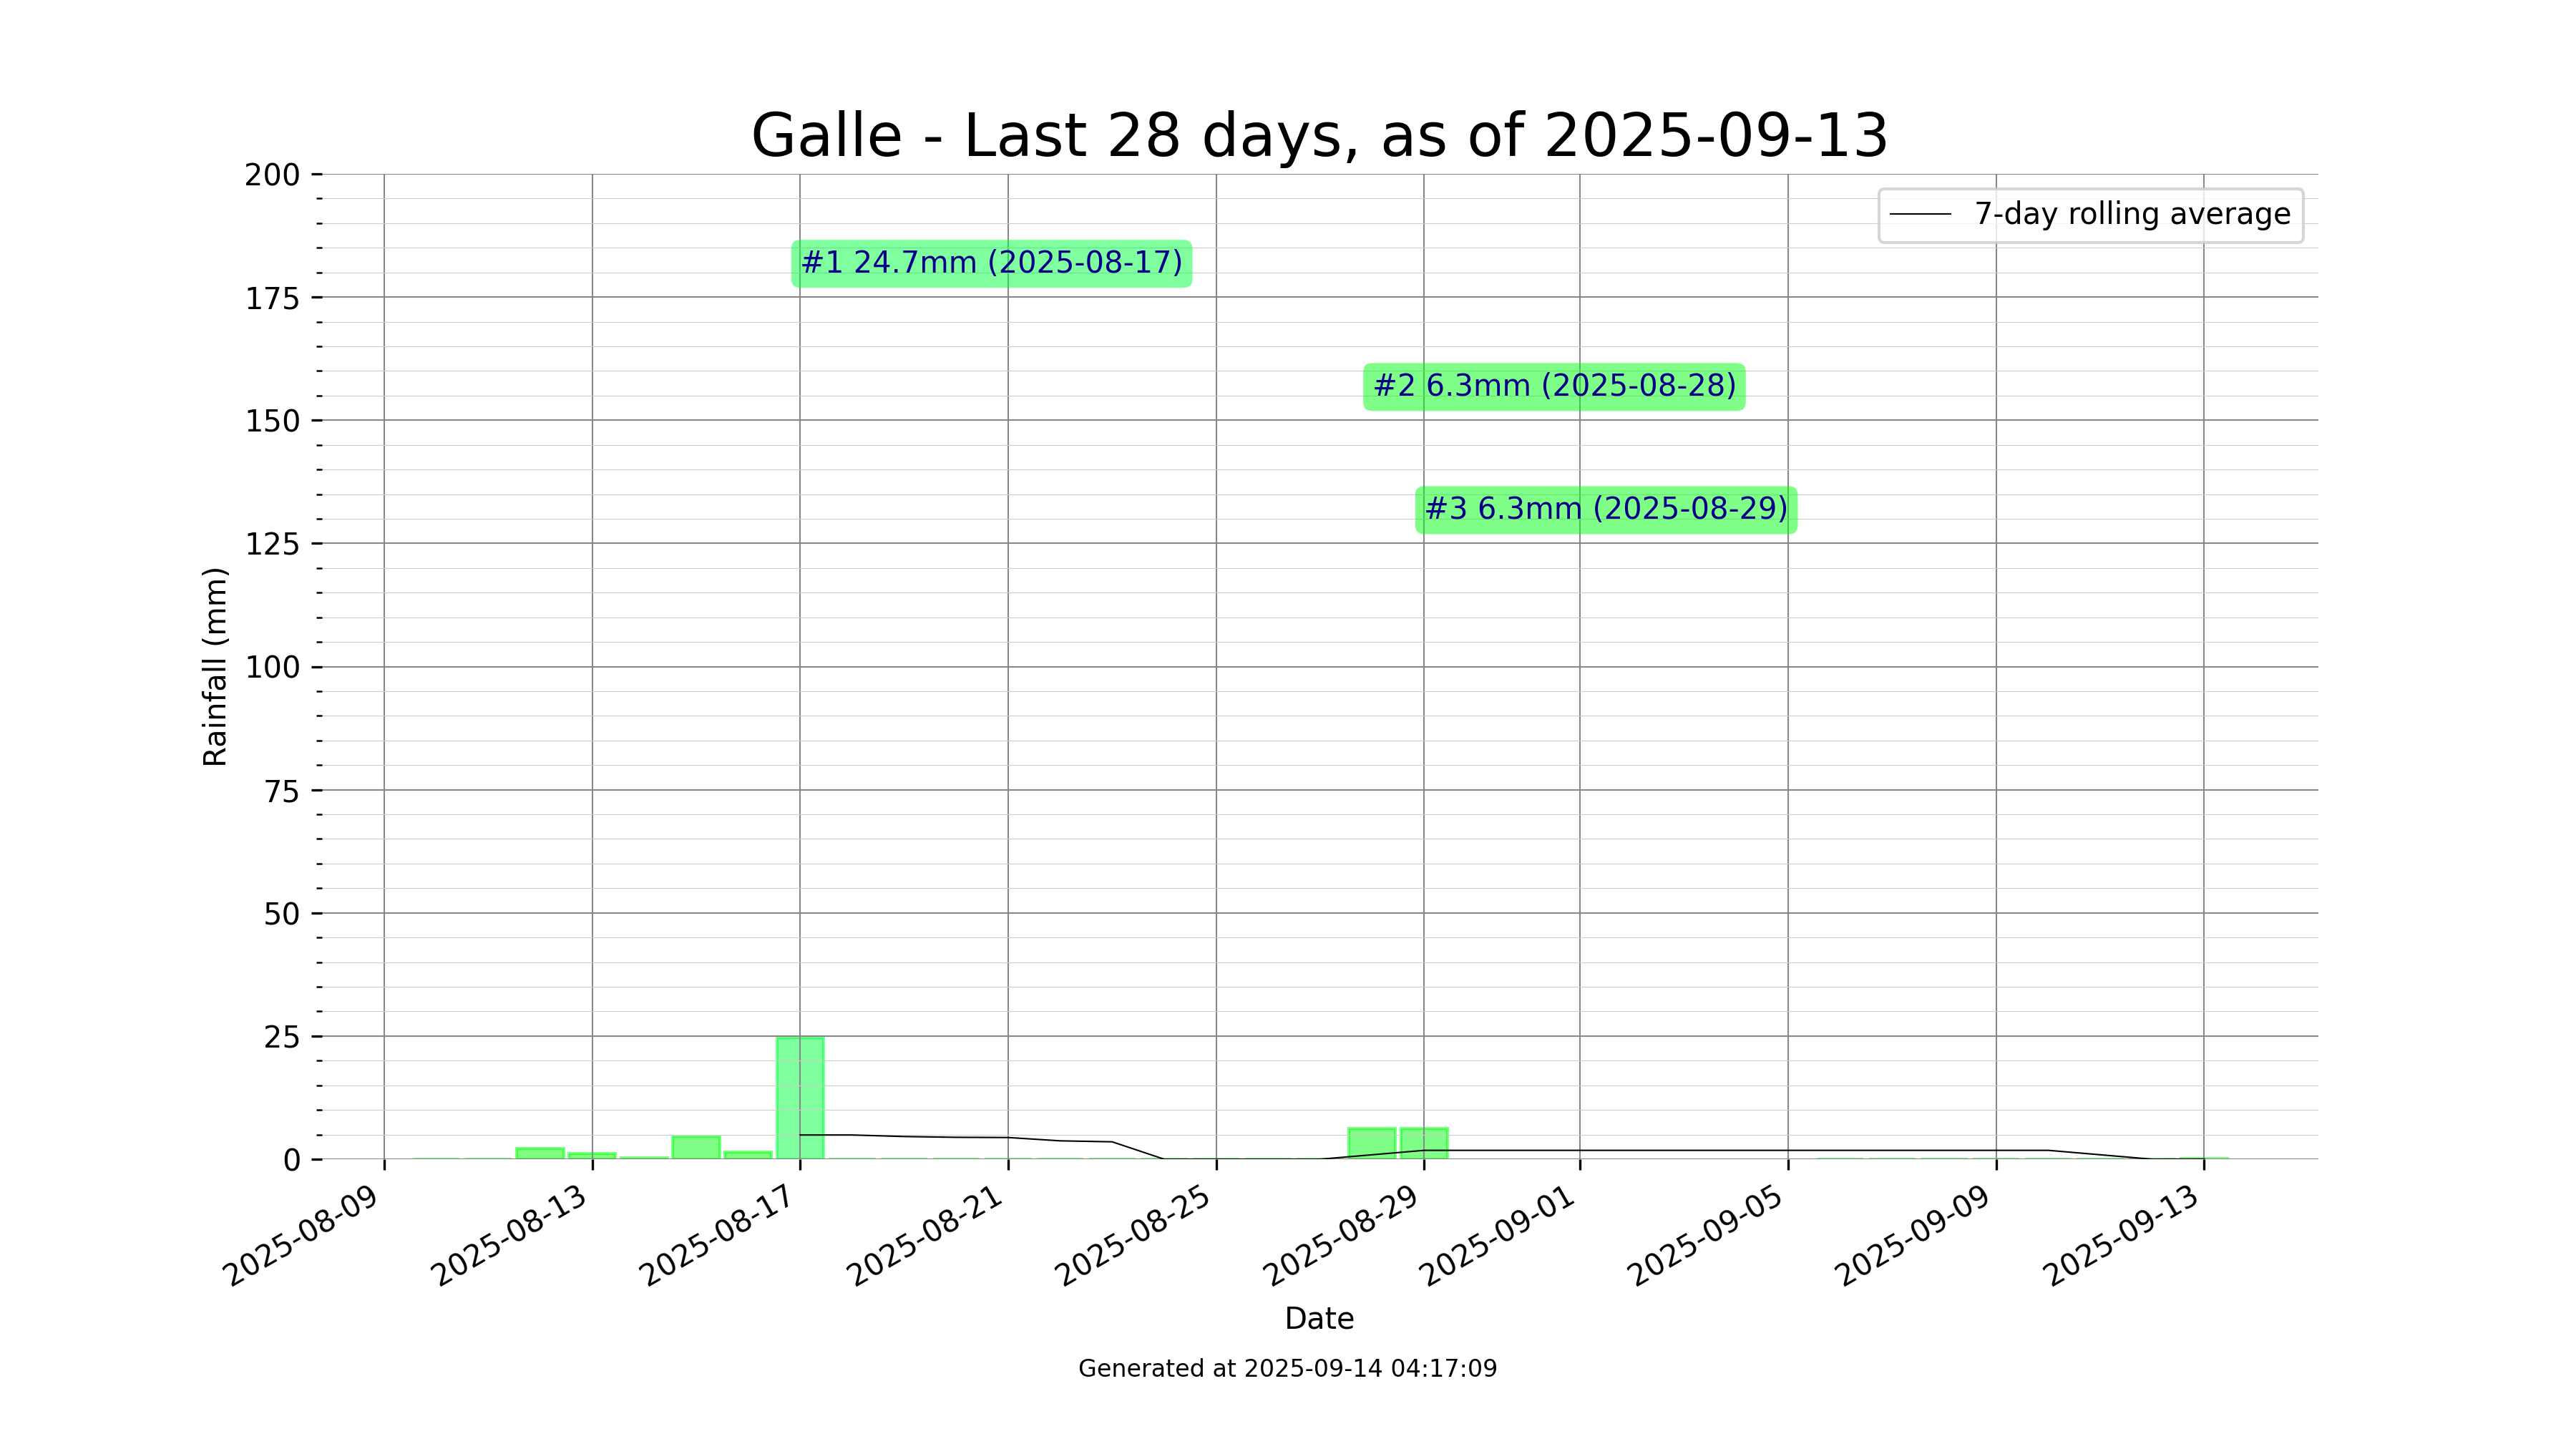 Galle - Last 28 days, as of 2025-09-13
7-day rolling average
#1 24.7mm (2025-08-17)
#2 6.3mm (2025-08-28)
#3 6.3mm (2025-08-29)
Rainfall (mm)
200
175
150
125
100
75
50
25
0
2025-08-09
2025-08-13
2025-08-17
2025-08-21
2025-08-25
2025-08-29
2025-09-01
2025-09-05
2025-09-09
2025-09-13
Date
Generated at 2025-09-14 04:17:09